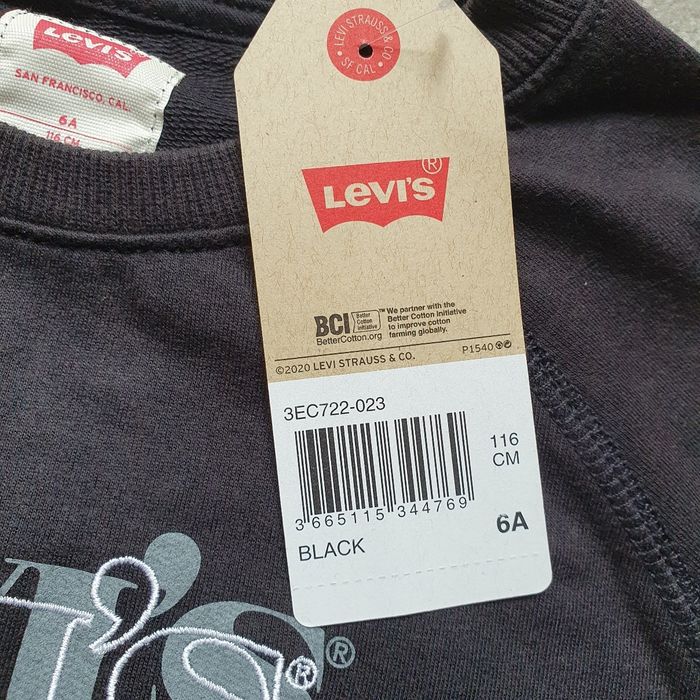 LEVI'S
SAN FRANCISCO, CAL.
6A
116 CM
• LEVI STRAUSS & CO •
SF CAL
LEVI'S®
BCI Better Cotton Initiative™
BetterCotton.org
We partner with the
Better Cotton Initiative
to improve cotton
farming globally.
©2020 LEVI STRAUSS & CO.
P1540
3EC722-023
116
CM
3 665115 344769
6A
BLACK
'S®
®